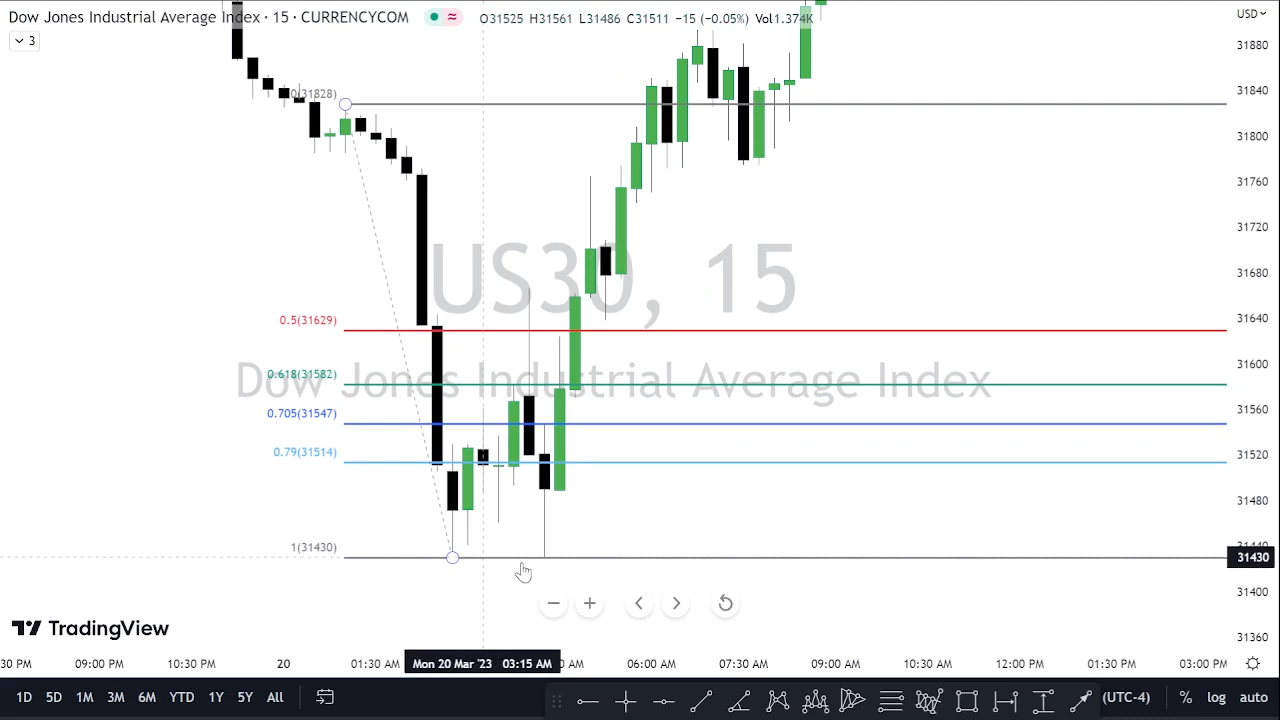 Dow Jones Industrial Average Index · 15 · CURRENCYCOM
O31525 H31561 L31486 C31511 −15 (−0.05%) Vol1.374K
USD
3
31880
31840
31800
31760
31720
31680
31640
31600
31560
31520
31480
31440
31430
31400
31360
0(31828)
US30, 15
Dow Jones Industrial Average Index
0.5(31629)
0.618(31582)
0.705(31547)
0.79(31514)
1(31430)
TradingView
:30 PM 09:00 PM 10:30 PM 20 01:30 AM Mon 20 Mar '23 03:15 AM 06:00 AM 07:30 AM 09:00 AM 10:30 AM 12:00 PM 01:30 PM 03:00 PM
1D 5D 1M 3M 6M YTD 1Y 5Y All
(UTC-4) % log auto